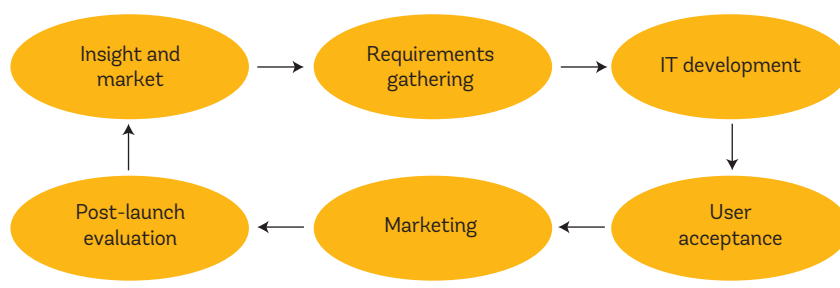 Insight and
market
Requirements
gathering
IT development
User
acceptance
Marketing
Post-launch
evaluation